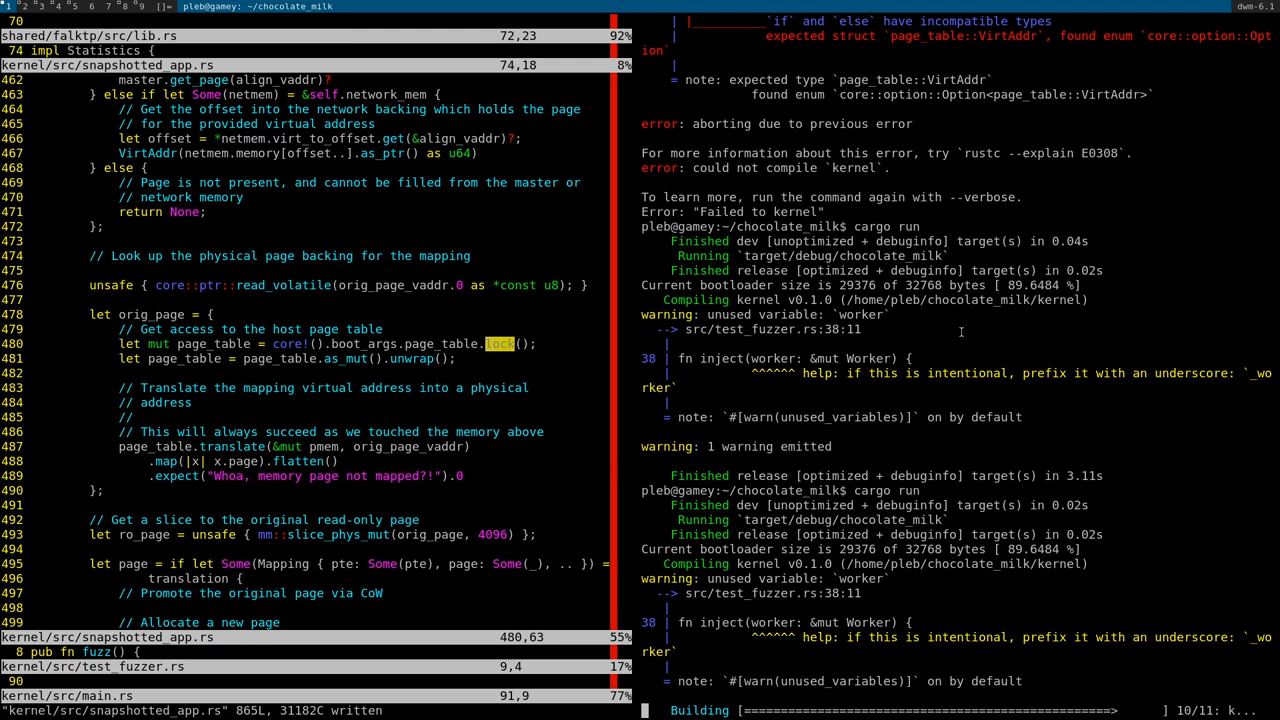 1 2 3 4 5 6 7 8 9 []= pleb@gamey: ~/chocolate_milk dwm-6.1
70
shared/falktp/src/lib.rs 72,23 92%
74 impl Statistics {
kernel/src/snapshotted_app.rs 74,18 8%
462 master.get_page(align_vaddr)?
463 } else if let Some(netmem) = &self.network_mem {
464 // Get the offset into the network backing which holds the page
465 // for the provided virtual address
466 let offset = *netmem.virt_to_offset.get(&align_vaddr)?;
467 VirtAddr(netmem.memory[offset..].as_ptr() as u64)
468 } else {
469 // Page is not present, and cannot be filled from the master or
470 // network memory
471 return None;
472 };
473
474 // Look up the physical page backing for the mapping
475
476 unsafe { core::ptr::read_volatile(orig_page_vaddr.0 as *const u8); }
477
478 let orig_page = {
479 // Get access to the host page table
480 let mut page_table = core!().boot_args.page_table.lock();
481 let page_table = page_table.as_mut().unwrap();
482
483 // Translate the mapping virtual address into a physical
484 // address
485 //
486 // This will always succeed as we touched the memory above
487 page_table.translate(&mut pmem, orig_page_vaddr)
488 .map(|x| x.page).flatten()
489 .expect("Whoa, memory page not mapped?!").0
490 };
491
492 // Get a slice to the original read-only page
493 let ro_page = unsafe { mm::slice_phys_mut(orig_page, 4096) };
494
495 let page = if let Some(Mapping { pte: Some(pte), page: Some(_), .. }) =
496 translation {
497 // Promote the original page via CoW
498
499 // Allocate a new page
kernel/src/snapshotted_app.rs 480,63 55%
8 pub fn fuzz() {
kernel/src/test_fuzzer.rs 9,4 17%
90
kernel/src/main.rs 91,9 77%
"kernel/src/snapshotted_app.rs" 865L, 31182C written
| |__________`if` and `else` have incompatible types
| expected struct `page_table::VirtAddr`, found enum `core::option::Opt
ion`
|
= note: expected type `page_table::VirtAddr`
found enum `core::option::Option<page_table::VirtAddr>`
error: aborting due to previous error
For more information about this error, try `rustc --explain E0308`.
error: could not compile `kernel`.
To learn more, run the command again with --verbose.
Error: "Failed to kernel"
pleb@gamey:~/chocolate_milk$ cargo run
Finished dev [unoptimized + debuginfo] target(s) in 0.04s
Running `target/debug/chocolate_milk`
Finished release [optimized + debuginfo] target(s) in 0.02s
Current bootloader size is 29376 of 32768 bytes [ 89.6484 %]
Compiling kernel v0.1.0 (/home/pleb/chocolate_milk/kernel)
warning: unused variable: `worker`
--> src/test_fuzzer.rs:38:11
|
38 | fn inject(worker: &mut Worker) {
| ^^^^^^ help: if this is intentional, prefix it with an underscore: `_wo
rker`
|
= note: `#[warn(unused_variables)]` on by default
warning: 1 warning emitted
Finished release [optimized + debuginfo] target(s) in 3.11s
pleb@gamey:~/chocolate_milk$ cargo run
Finished dev [unoptimized + debuginfo] target(s) in 0.02s
Running `target/debug/chocolate_milk`
Finished release [optimized + debuginfo] target(s) in 0.02s
Current bootloader size is 29376 of 32768 bytes [ 89.6484 %]
Compiling kernel v0.1.0 (/home/pleb/chocolate_milk/kernel)
warning: unused variable: `worker`
--> src/test_fuzzer.rs:38:11
|
38 | fn inject(worker: &mut Worker) {
| ^^^^^^ help: if this is intentional, prefix it with an underscore: `_wo
rker`
|
= note: `#[warn(unused_variables)]` on by default
Building [===================================================> ] 10/11: k...